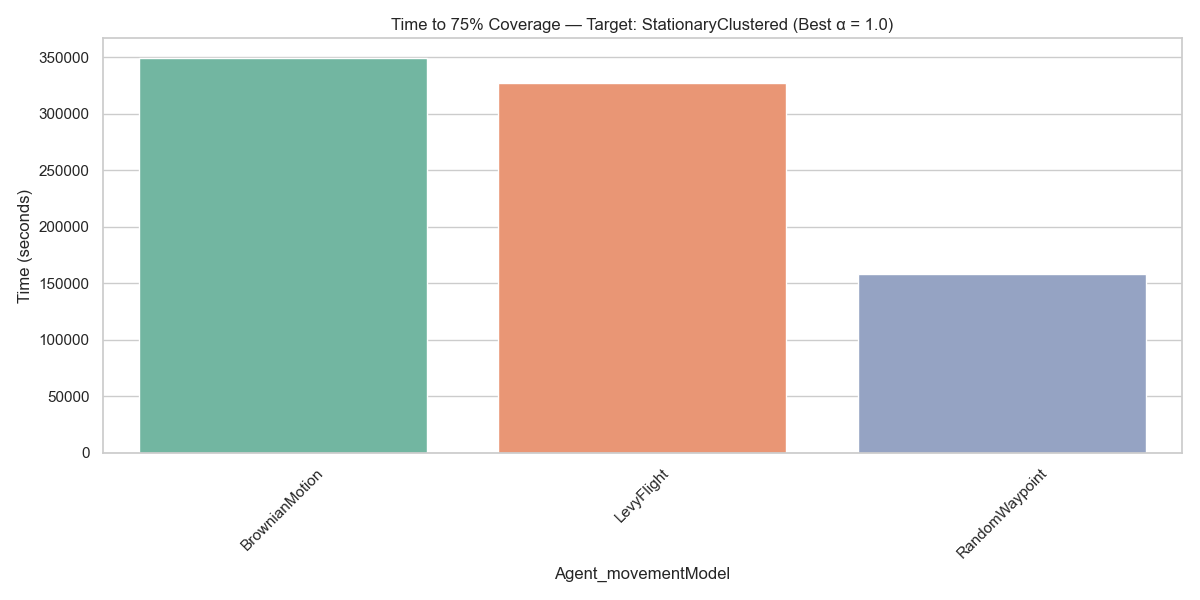 Time to 75% Coverage — Target: StationaryClustered (Best α = 1.0)
Time (seconds)
350000
300000
250000
200000
150000
100000
50000
0
BrownianMotion
LevyFlight
RandomWaypoint
Agent_movementModel